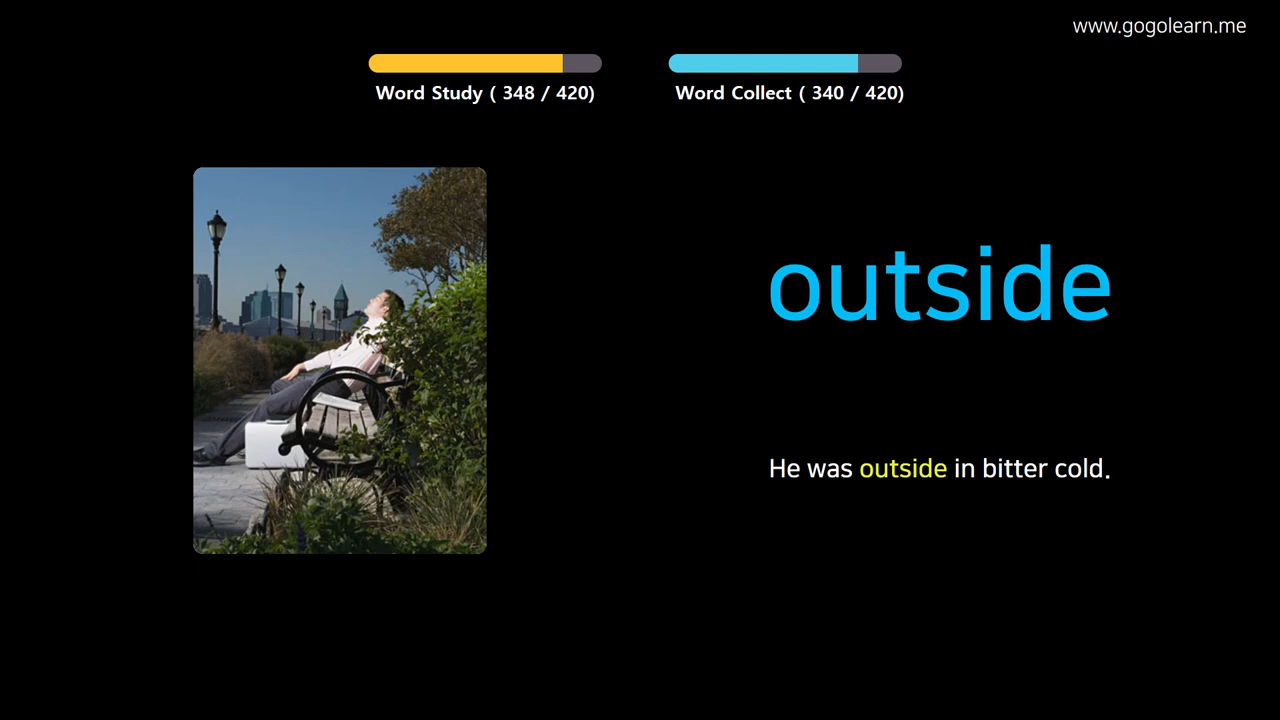 www.gogolearn.me
Word Study ( 348 / 420)
Word Collect ( 340 / 420)
outside
He was outside in bitter cold.